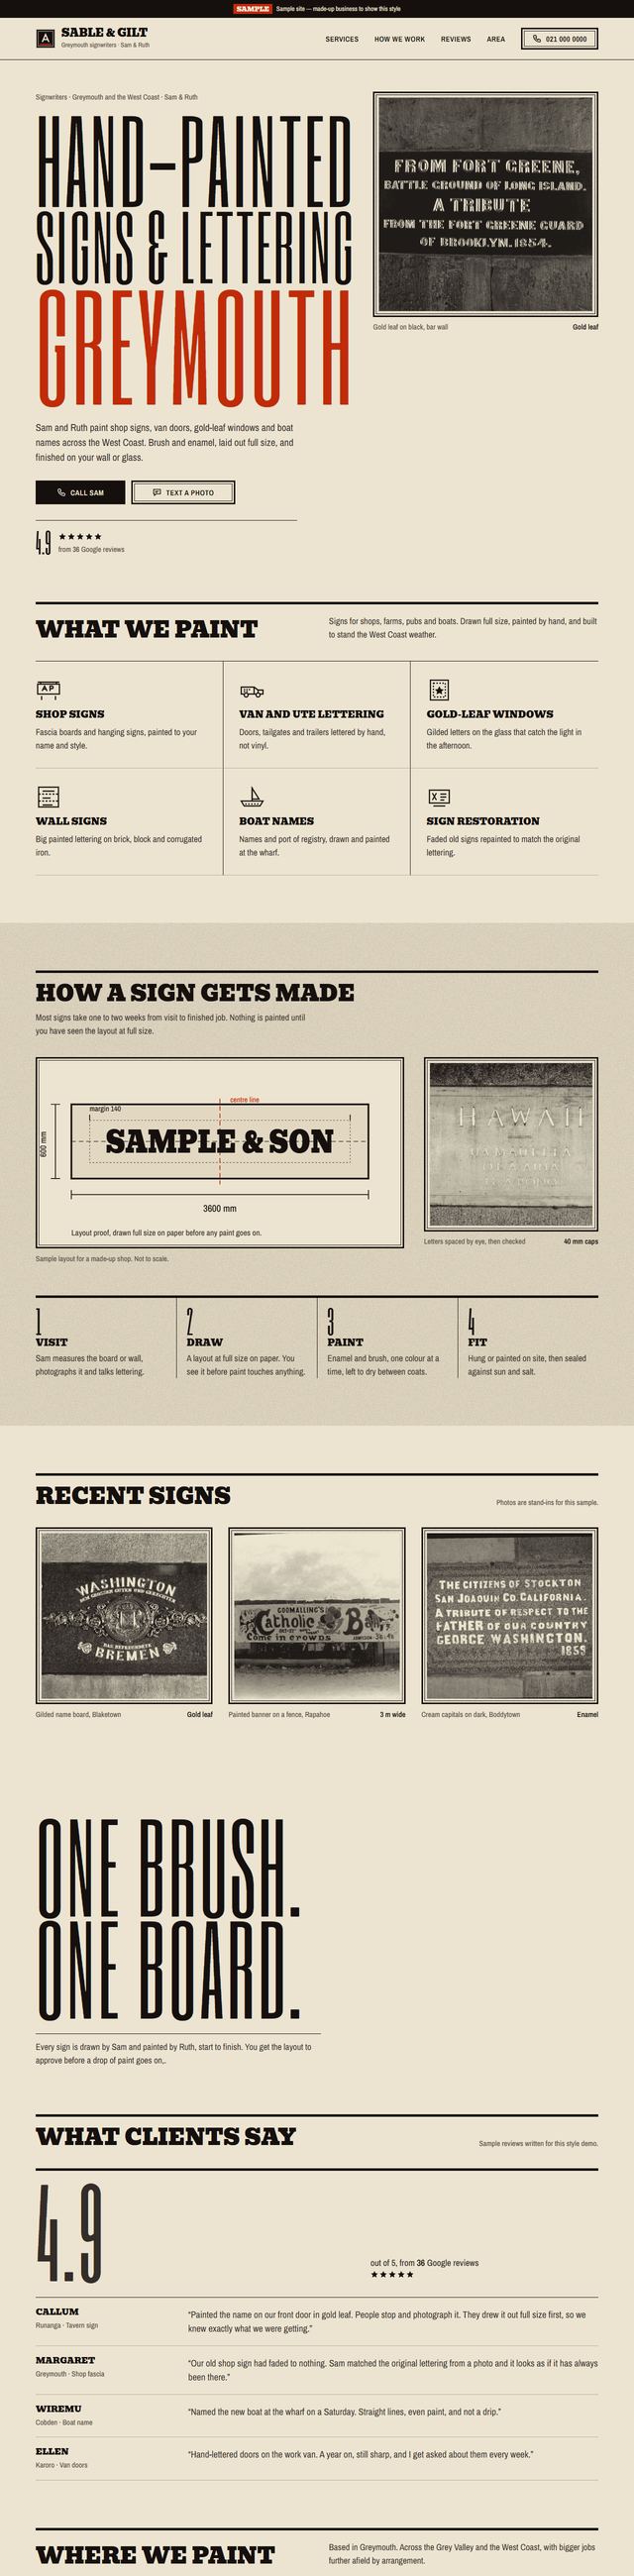 SAMPLE Sample site — made-up business to show this style
A
SABLE & GILT
Greymouth signwriters · Sam & Ruth
SERVICES
HOW WE WORK
REVIEWS
AREA
021 000 0000
Signwriters · Greymouth and the West Coast · Sam & Ruth
HAND-PAINTED
SIGNS & LETTERING
GREYMOUTH
FROM FORT GREENE,
BATTLE GROUND OF LONG ISLAND.
A TRIBUTE
FROM THE FORT GREENE GUARD
OF BROOKLYN. 1854.
Gold leaf on black, bar wall
Gold leaf
Sam and Ruth paint shop signs, van doors, gold-leaf windows and boat
names across the West Coast. Brush and enamel, laid out full size, and
finished on your wall or glass.
CALL SAM
TEXT A PHOTO
4.9
from 36 Google reviews
WHAT WE PAINT
Signs for shops, farms, pubs and boats. Drawn full size, painted by hand, and built
to stand the West Coast weather.
AP
SHOP SIGNS
Fascia boards and hanging signs, painted to your
name and style.
VAN AND UTE LETTERING
Doors, tailgates and trailers lettered by hand,
not vinyl.
GOLD-LEAF WINDOWS
Gilded letters on the glass that catch the light in
the afternoon.
WALL SIGNS
Big painted lettering on brick, block and corrugated
iron.
BOAT NAMES
Names and port of registry, drawn and painted
at the wharf.
SIGN RESTORATION
Faded old signs repainted to match the original
lettering.
HOW A SIGN GETS MADE
Most signs take one to two weeks from visit to finished job. Nothing is painted until
you have seen the layout at full size.
centre line
margin 140
600 mm
SAMPLE & SON
3600 mm
Layout proof, drawn full size on paper before any paint goes on.
Sample layout for a made-up shop. Not to scale.
HAWAII
Letters spaced by eye, then checked
40 mm caps
1
VISIT
Sam measures the board or wall,
photographs it and talks lettering.
2
DRAW
A layout at full size on paper. You
see it before paint touches anything.
3
PAINT
Enamel and brush, one colour at a
time, left to dry between coats.
4
FIT
Hung or painted on site, then sealed
against sun and salt.
RECENT SIGNS
Photos are stand-ins for this sample.
WASHINGTON
BREMEN
Gilded name board, Blaketown
Gold leaf
GOOMALLING'S
Catholic Ball
Come in crowns
Painted banner on a fence, Rapahoe
3 m wide
THE CITIZENS OF STOCKTON
SAN JOAQUIN CO. CALIFORNIA.
A TRIBUTE OF RESPECT TO THE
FATHER OF OUR COUNTRY
GEORGE WASHINGTON.
1859
Cream capitals on dark, Boddytown
Enamel
ONE BRUSH.
ONE BOARD.
Every sign is drawn by Sam and painted by Ruth, start to finish. You get the layout to
approve before a drop of paint goes on,.
WHAT CLIENTS SAY
Sample reviews written for this style demo.
4.9
out of 5, from 36 Google reviews
CALLUM
Runanga · Tavern sign
“Painted the name on our front door in gold leaf. People stop and photograph it. They drew it out full size first, so we
knew exactly what we were getting.”
MARGARET
Greymouth · Shop fascia
“Our old shop sign had faded to nothing. Sam matched the original lettering from a photo and it looks as if it has always
been there.”
WIREMU
Cobden · Boat name
“Named the new boat at the wharf on a Saturday. Straight lines, even paint, and not a drip.”
ELLEN
Karoro · Van doors
“Hand-lettered doors on the work van. A year on, still sharp, and I get asked about them every week.”
WHERE WE PAINT
Based in Greymouth. Across the Grey Valley and the West Coast, with bigger jobs
further afield by arrangement.